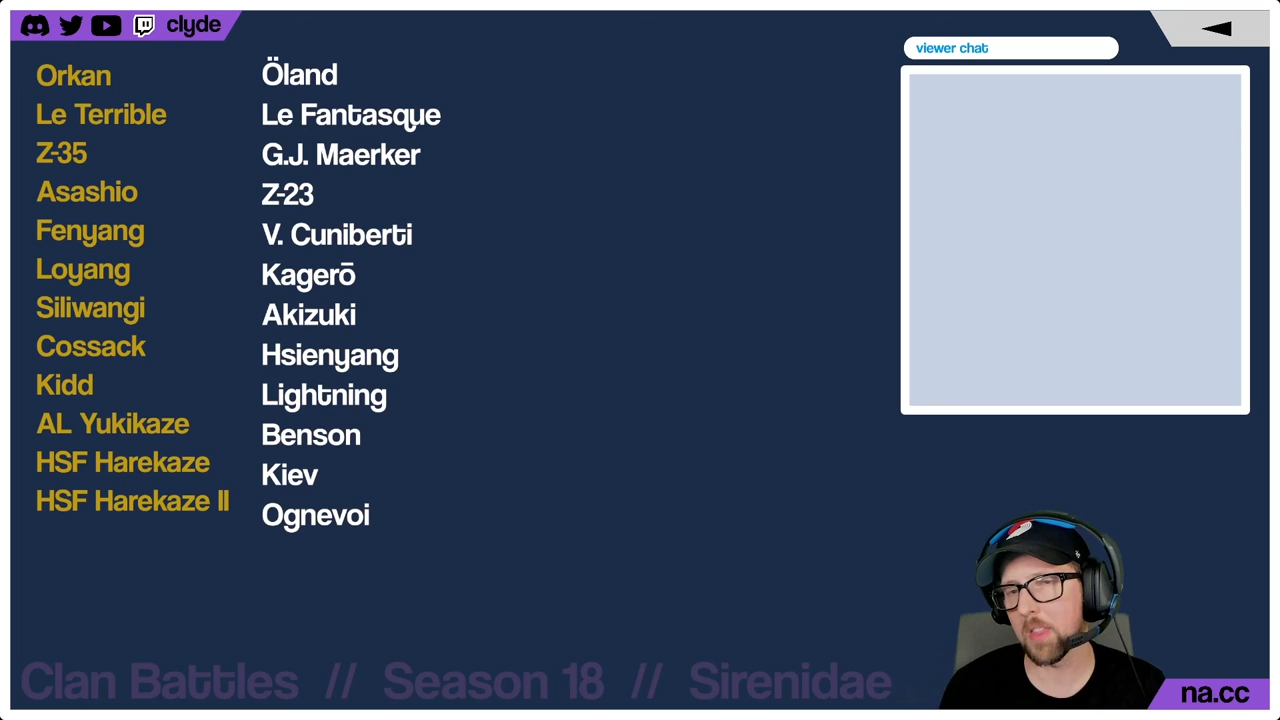 clyde
viewer chat
Orkan
Le Terrible
Z-35
Asashio
Fenyang
Loyang
Siliwangi
Cossack
Kidd
AL Yukikaze
HSF Harekaze
HSF Harekaze II
Öland
Le Fantasque
G.J. Maerker
Z-23
V. Cuniberti
Kagerō
Akizuki
Hsienyang
Lightning
Benson
Kiev
Ognevoi
Clan Battles // Season 18 // Sirenidae
na.cc